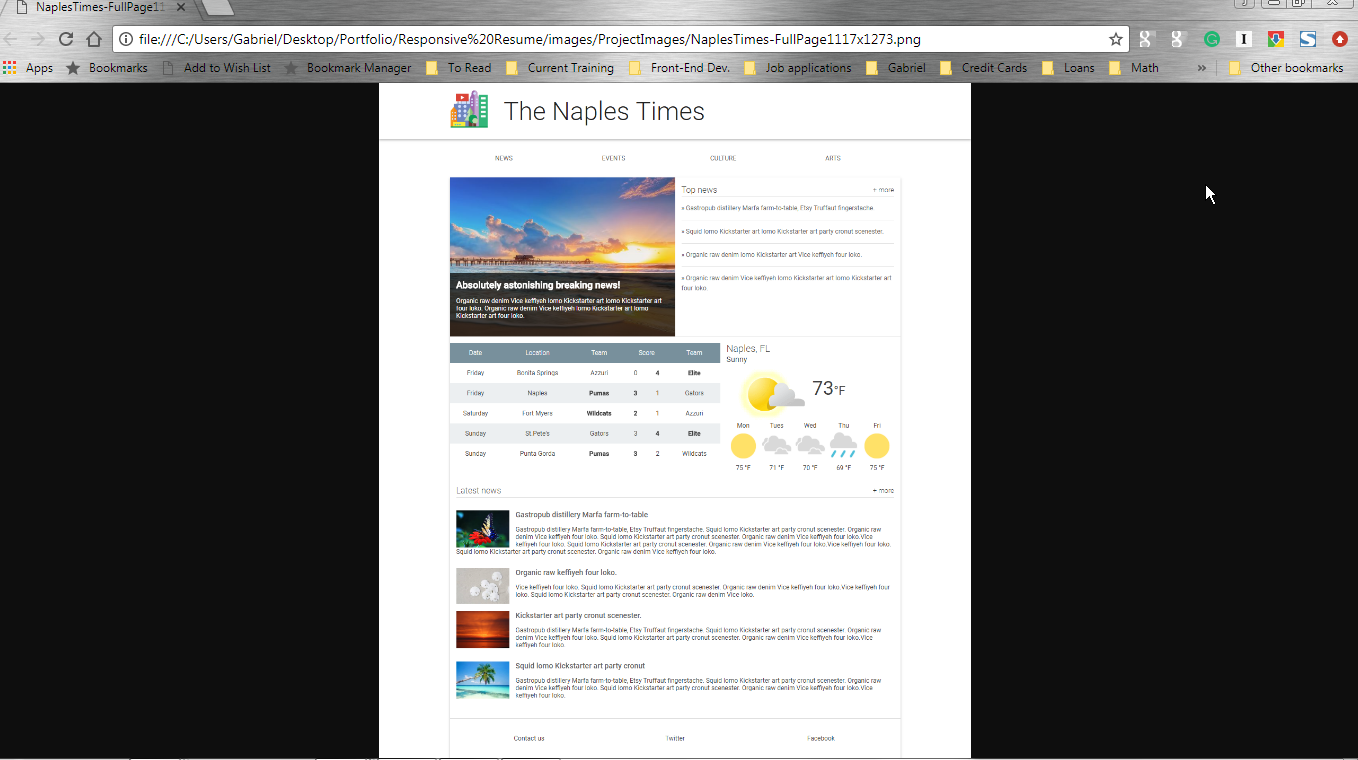 NaplesTimes-FullPage11
file:///C:/Users/Gabriel/Desktop/Portfolio/Responsive%20Resume/images/ProjectImages/NaplesTimes-FullPage1117x1273.png
Apps Bookmarks Add to Wish List Bookmark Manager To Read Current Training Front-End Dev. Job applications Gabriel Credit Cards Loans Math » Other bookmarks
The Naples Times
NEWS EVENTS CULTURE ARTS
Top news + more
» Gastropub distillery Marfa farm-to-table, Etsy Truffaut fingerstache
» Squid lomo Kickstarter art lomo Kickstarter art party cronut scenester.
» Organic raw denim lomo Kickstarter art Vice keffiyeh four loko.
» Organic raw denim Vice keffiyeh lomo Kickstarter art lomo Kickstarter art
four loko.
Absolutely astonishing breaking news!
Organic raw denim Vice keffiyeh lomo Kickstarter art lomo Kickstarter art
four loko. Organic raw denim Vice keffiyeh four loko Kickstarter art lomo
Kickstarter art four loko.
Date Location Team Score Team
Friday Bonita Springs Azzuri 0 4 Elite
Friday Naples Pumas 3 1 Gators
Saturday Fort Myers Wildcats 2 1 Azzuri
Sunday St Pete's Gators 3 4 Elite
Sunday Punta Gorda Pumas 3 2 Wildcats
Naples, FL
Sunny
73°F
Mon Tues Wed Thu Fri
75 °F 71 °F 70 °F 69 °F 75 °F
Latest news + more
Gastropub distillery Marfa farm-to-table
Gastropub distillery Marfa farm-to-table, Etsy Truffaut fingerstache. Squid lomo Kickstarter art party cronut scenester. Organic raw
denim Vice keffiyeh four loko. Squid lomo Kickstarter art party cronut scenester. Organic raw denim Vice keffiyeh four loko.Vice
keffiyeh four loko. Squid lomo Kickstarter art party cronut scenester. Organic raw denim Vice keffiyeh four loko.Vice keffiyeh four loko.
Squid lomo Kickstarter art party cronut scenester. Organic raw denim Vice keffiyeh four loko.
Organic raw keffiyeh four loko.
Vice keffiyeh four loko. Squid lomo Kickstarter art party cronut scenester. Organic raw denim Vice keffiyeh four loko.Vice keffiyeh four
loko. Squid lomo Kickstarter art party cronut scenester. Organic raw denim Vice loko.
Kickstarter art party cronut scenester.
Gastropub distillery Marfa farm-to-table, Etsy Truffaut fingerstache. Squid lomo Kickstarter art party cronut scenester. Organic raw
denim Vice keffiyeh four loko. Squid lomo Kickstarter art party cronut scenester. Organic raw denim Vice keffiyeh four loko.Vice
keffiyeh four loko
Squid lomo Kickstarter art party cronut
Gastropub distillery Marfa farm-to-table, Etsy Truffaut fingerstache. Squid lomo Kickstarter art party cronut scenester. Organic raw
denim Vice keffiyeh four loko. Squid lomo Kickstarter art party cronut scenester. Organic raw denim Vice keffiyeh four loko.Vice
keffiyeh four loko.
Contact us Twitter Facebook